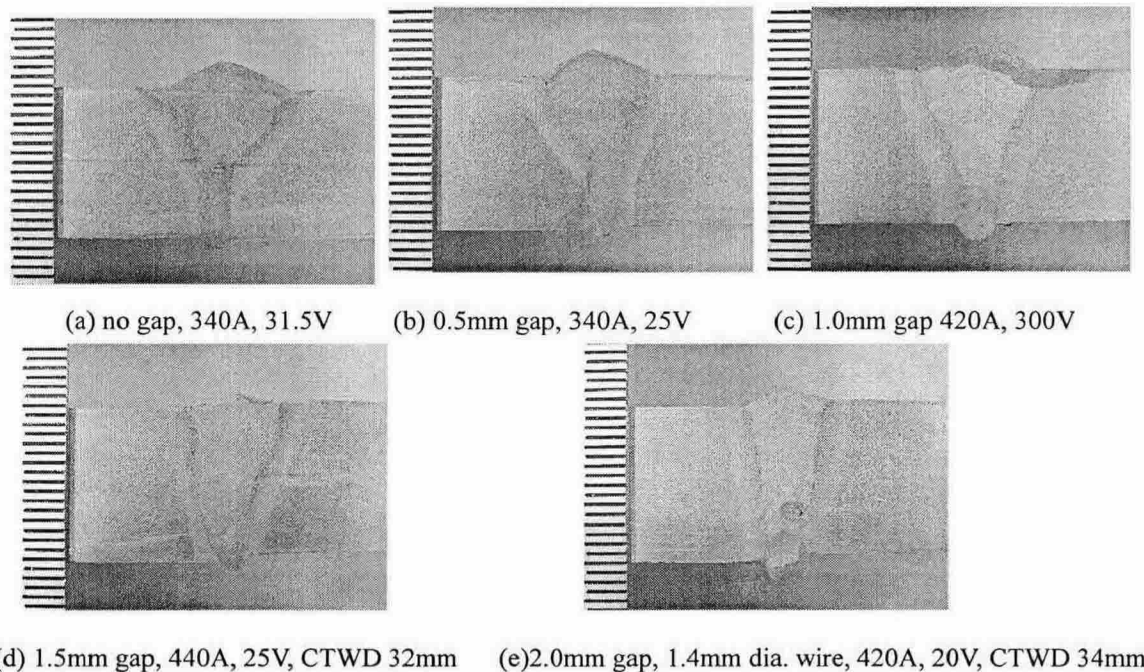 (a) no gap, 340A, 31.5V
(b) 0.5mm gap, 340A, 25V
(c) 1.0mm gap 420A, 300V
(d) 1.5mm gap, 440A, 25V, CTWD 32mm
(e)2.0mm gap, 1.4mm dia. wire, 420A, 20V, CTWD 34mm